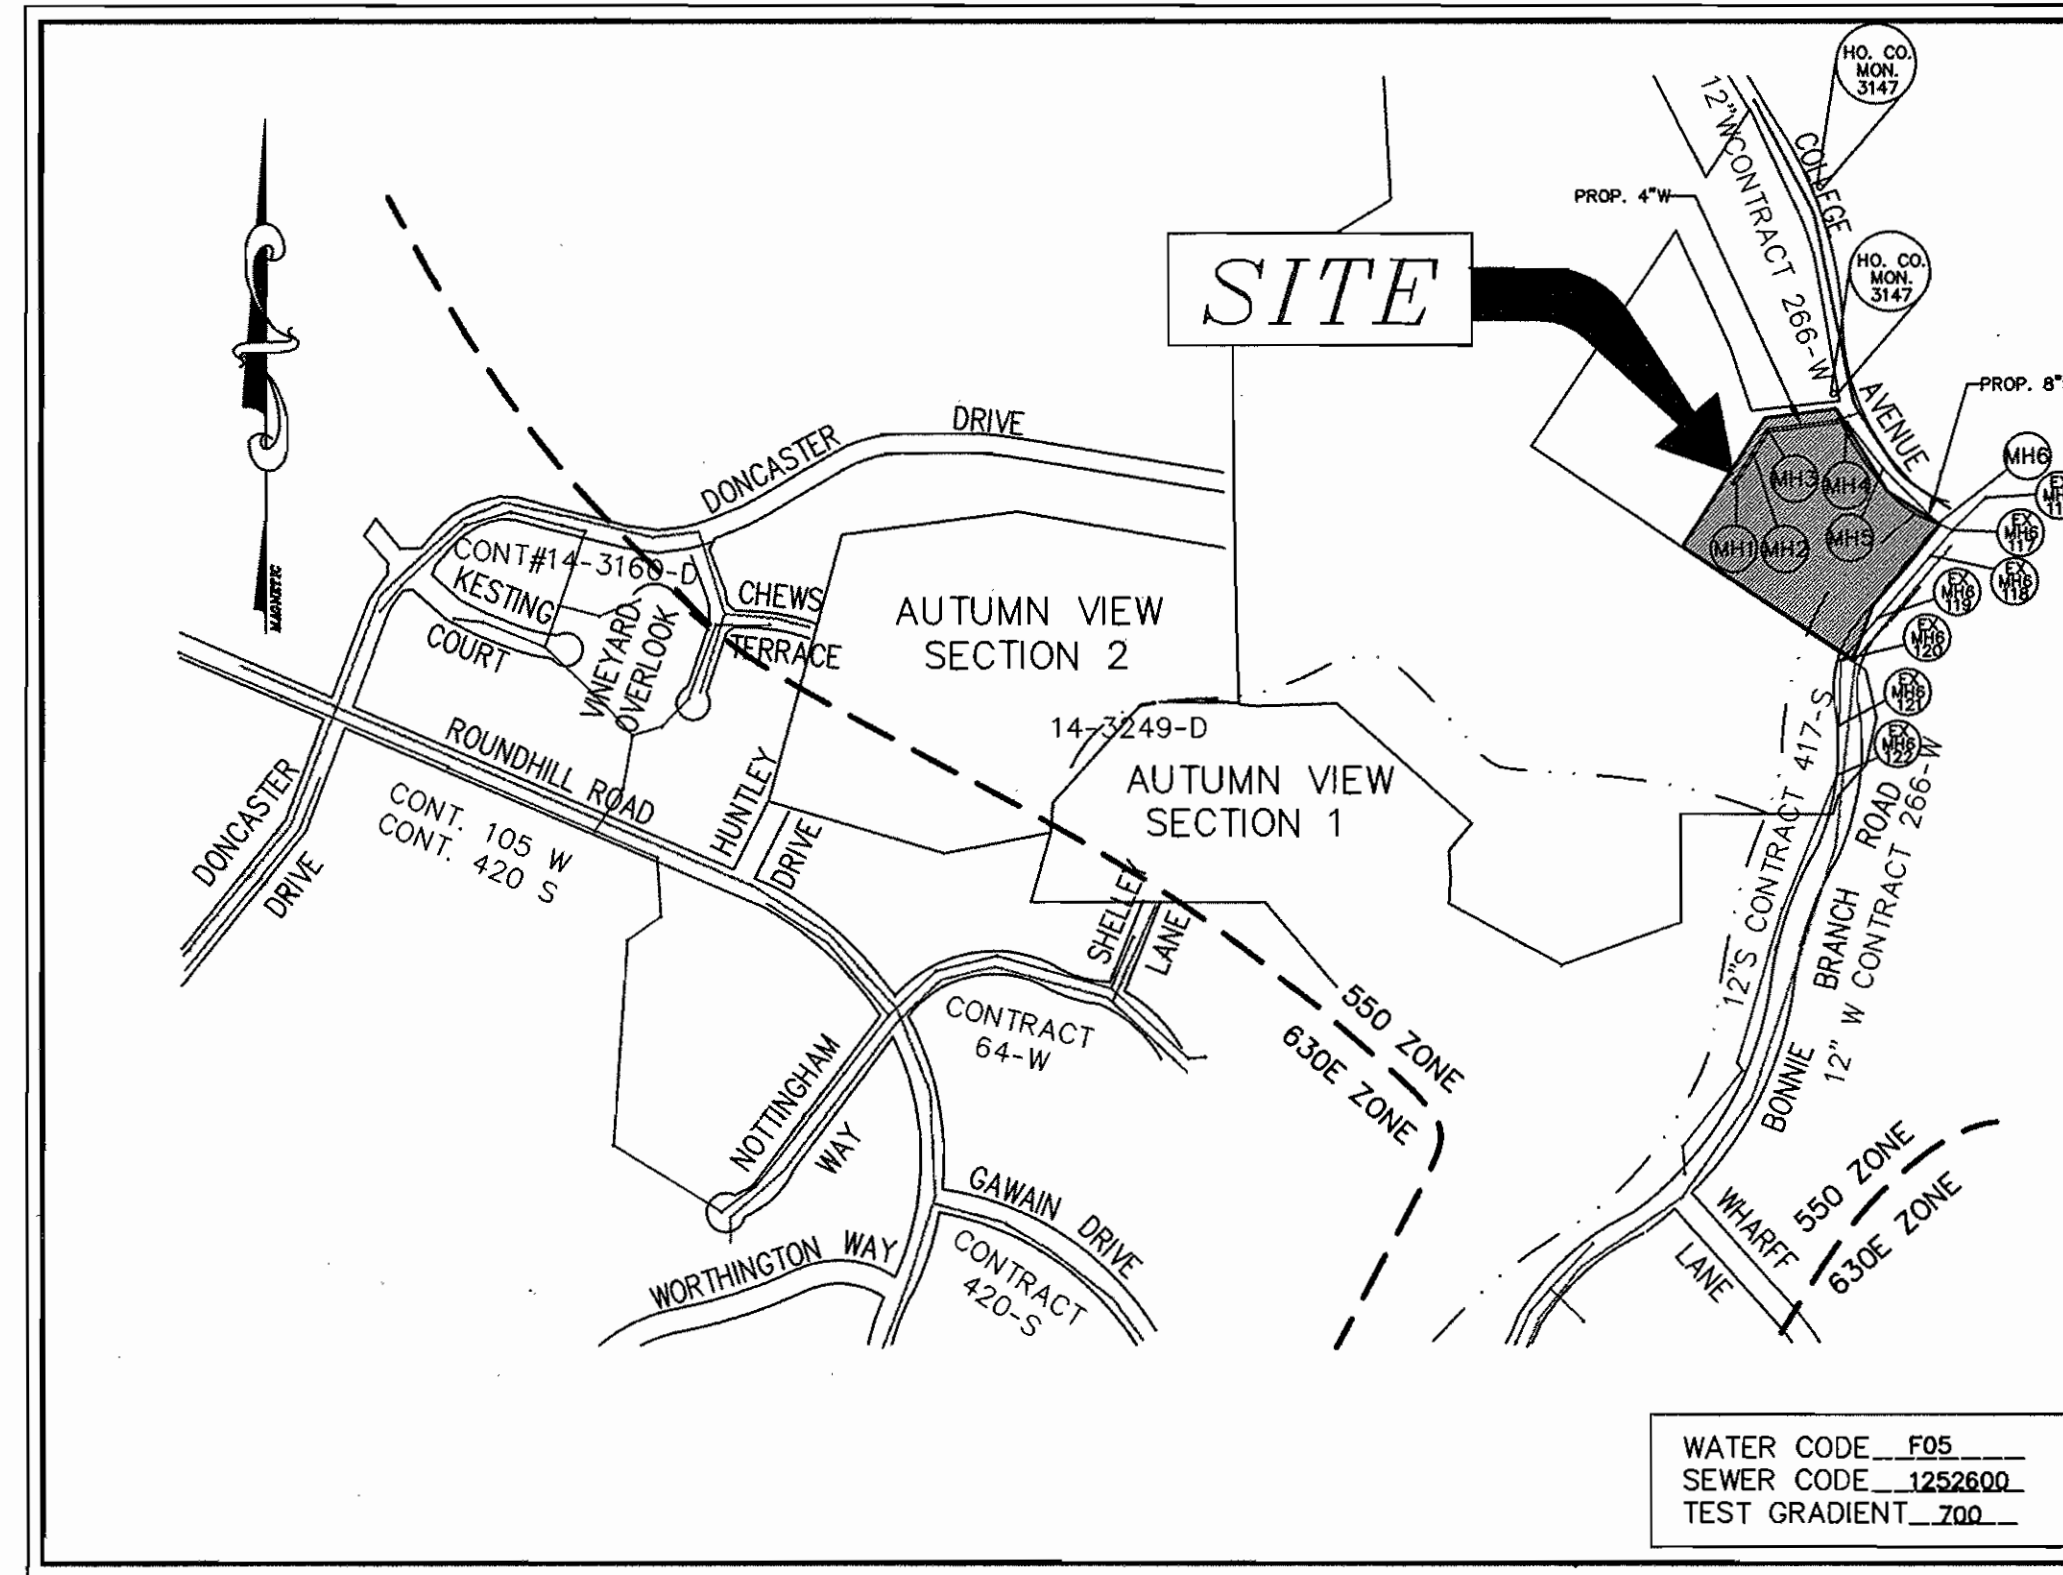 HO. CO.
MON.
3147
12"W CONTRACT 266-W
COLLEGE
AVENUE
PROP. 4"W
HO. CO.
MON.
3147
SITE
PROP. 8"
MH6
MH3
MH4
MH1
MH2
MH5
EX
MH6
117
EX
MH6
118
EX
MH6
119
EX
MH6
120
EX
MH6
121
EX
MH6
122
MAGNETIC
DONCASTER
DRIVE
CONT#14-3160-D
KESTING
COURT
VINEYARD
OVERLOOK
CHEWS
TERRACE
AUTUMN VIEW
SECTION 2
14-3249-D
AUTUMN VIEW
SECTION 1
ROUNDHILL ROAD
CONT. 105 W
CONT. 420 S
DONCASTER
DRIVE
HUNTLEY
DRIVE
SHELLEY
LANE
CONTRACT
64-W
NOTTINGHAM
WAY
WORTHINGTON WAY
GAWAIN DRIVE
CONTRACT
420-S
550 ZONE
630E ZONE
12"S CONTRACT 417-S
BONNIE BRANCH ROAD
12" W CONTRACT 266-W
WHARFF
LANE
550 ZONE
630E ZONE
WATER CODE F05
SEWER CODE 1252600
TEST GRADIENT 700